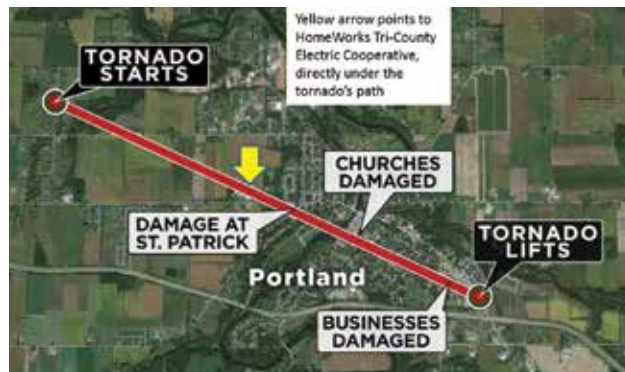 Yellow arrow points to
HomeWorks Tri-County
Electric Cooperative,
directly under the
tornado's path
TORNADO
STARTS
CHURCHES
DAMAGED
DAMAGE AT
ST. PATRICK
TORNADO
LIFTS
Portland
BUSINESSES
DAMAGED